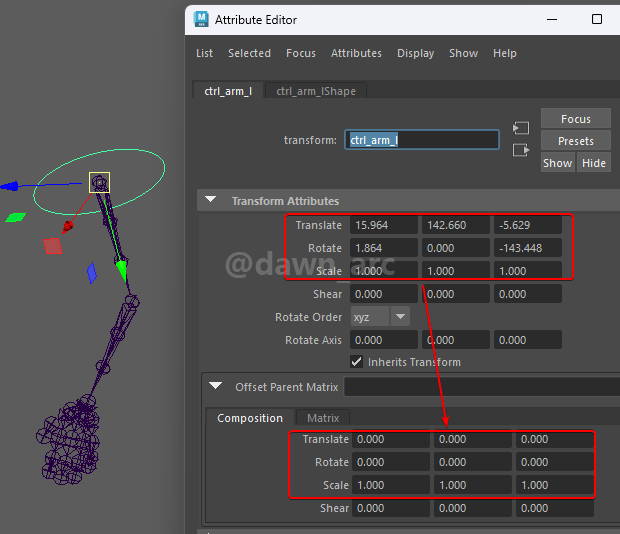 M
Attribute Editor
List Selected Focus Attributes Display Show Help
ctrl_arm_l ctrl_arm_lShape
transform: ctrl_arm_l
Focus
Presets
Show Hide
Transform Attributes
Translate 15.964 142.660 -5.629
Rotate 1.864 0.000 -143.448
@dawn_arc
Scale 1.000 1.000 1.000
Shear 0.000 0.000 0.000
Rotate Order xyz
Rotate Axis 0.000 0.000 0.000
Inherits Transform
Offset Parent Matrix
Composition Matrix
Translate 0.000 0.000 0.000
Rotate 0.000 0.000 0.000
Scale 1.000 1.000 1.000
Shear 0.000 0.000 0.000